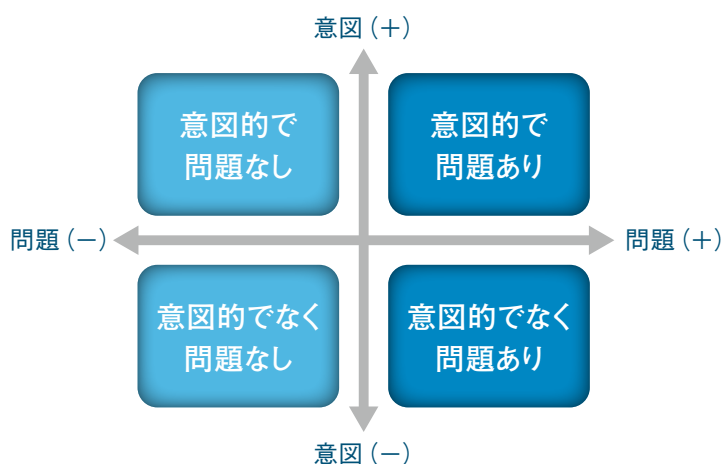 意図（＋）
意図的で
問題なし
意図的で
問題あり
問題（－）
問題（＋）
意図的でなく
問題なし
意図的でなく
問題あり
意図（－）